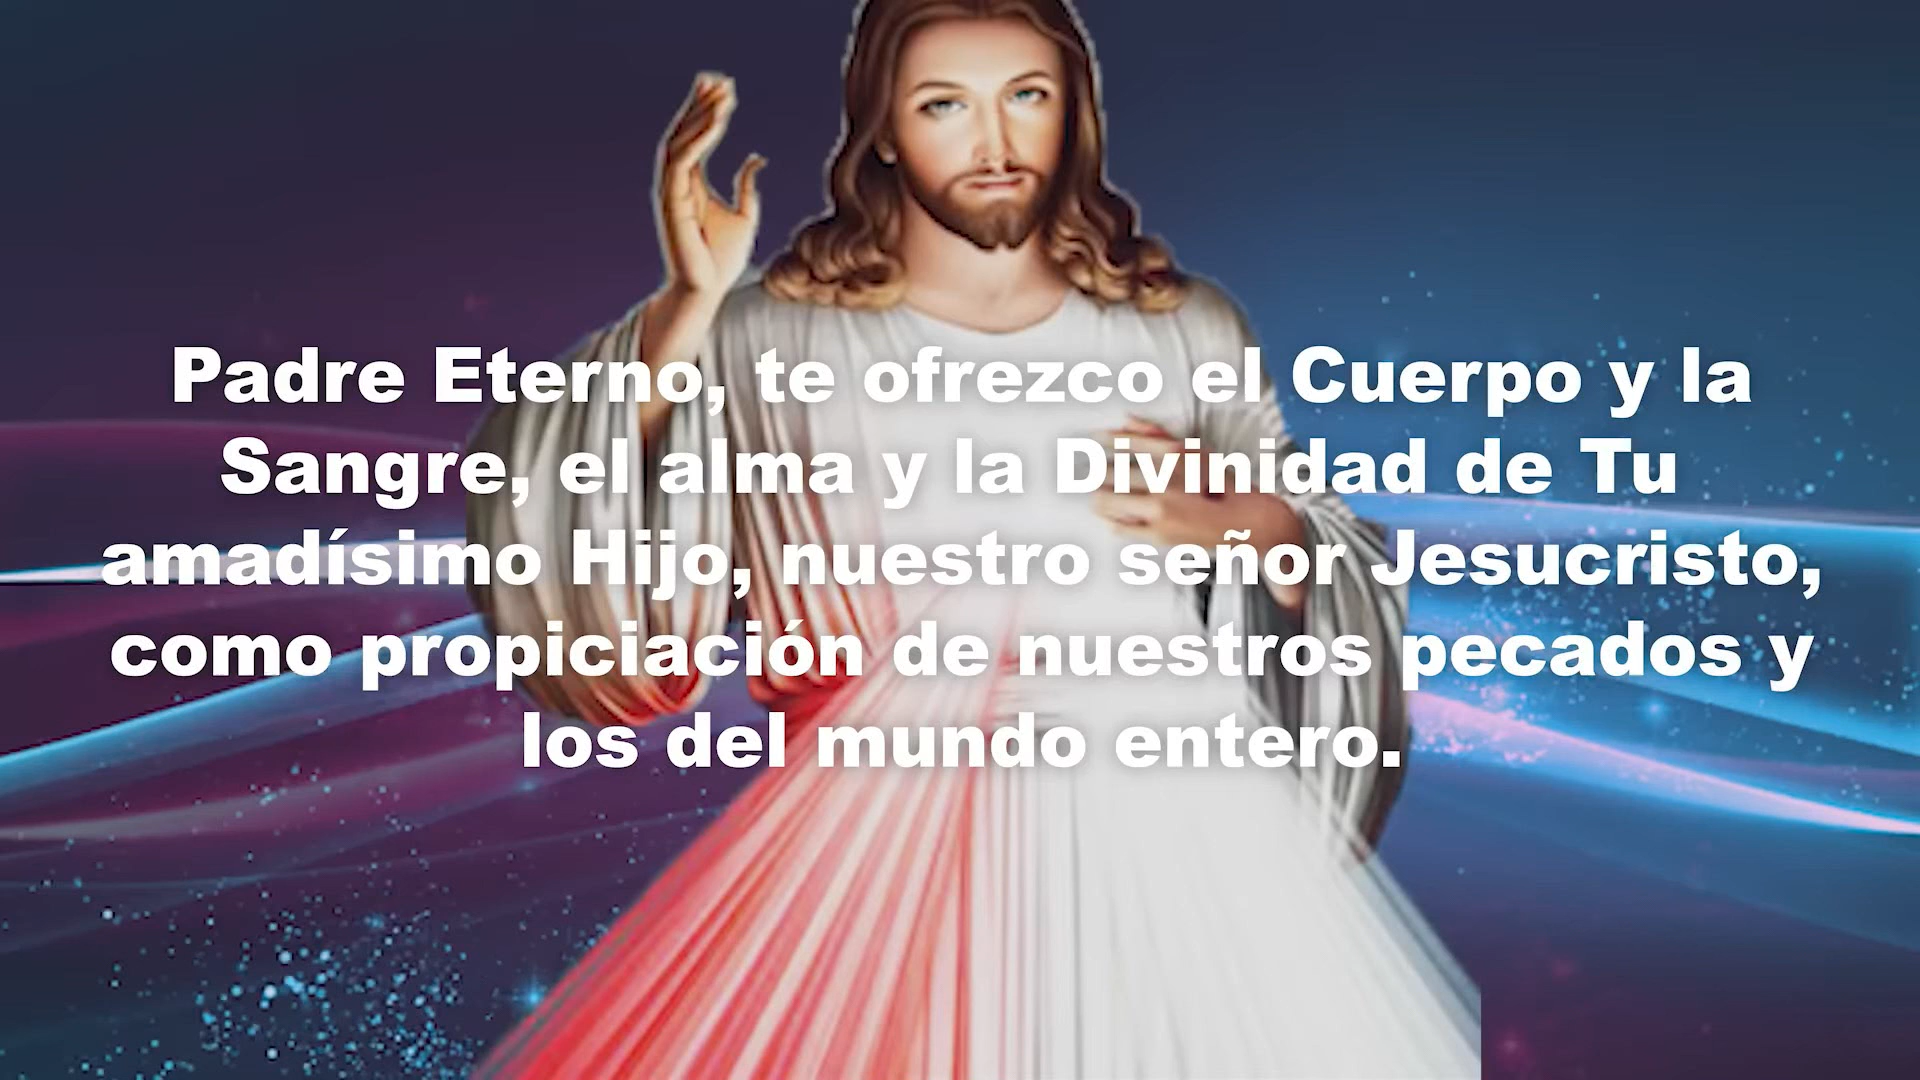 Padre Eterno, te ofrezco el Cuerpo y la
Sangre, el alma y la Divinidad de Tu
amadísimo Hijo, nuestro señor Jesucristo,
como propiciación de nuestros pecados y
los del mundo entero.